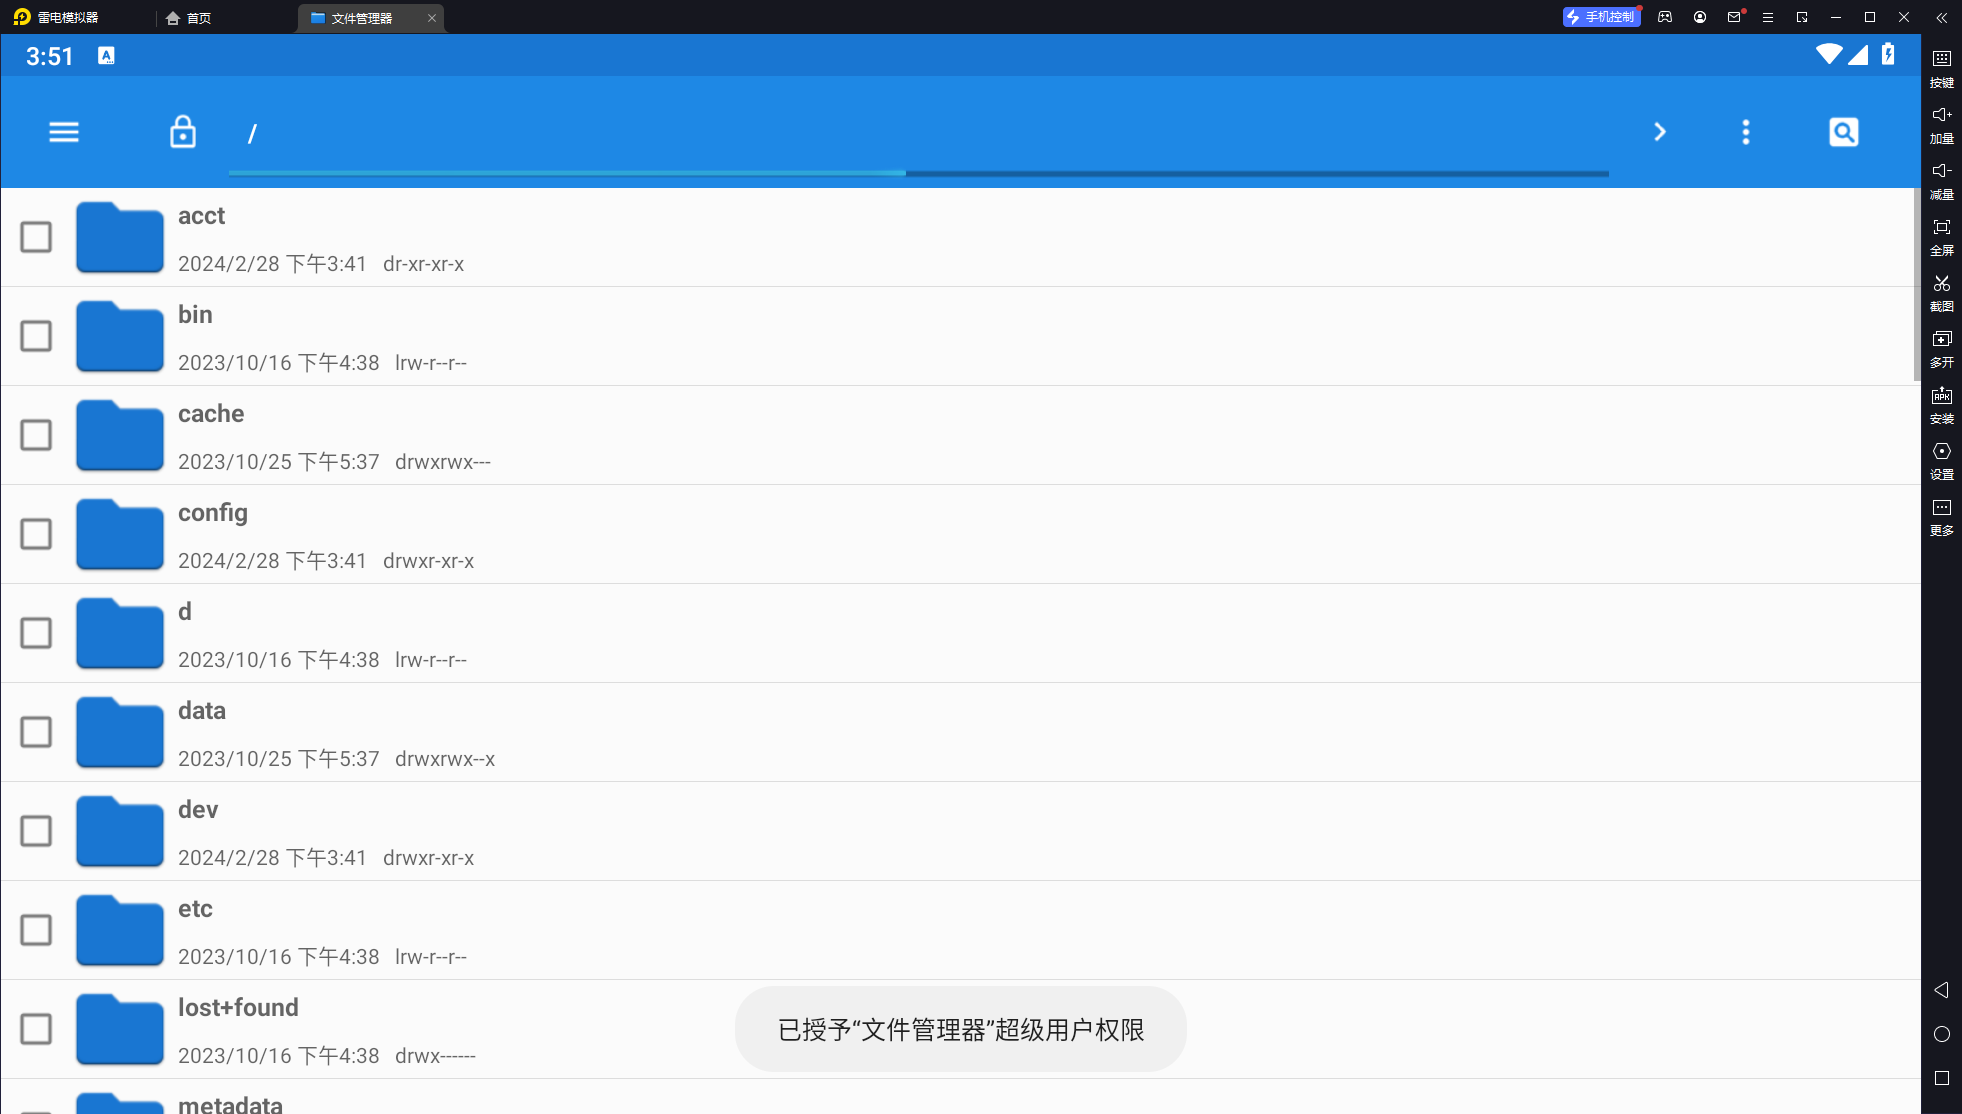 雷电模拟器
首页
文件管理器
手机控制
3:51
A
/
acct
2024/2/28 下午3:41 dr-xr-xr-x
bin
2023/10/16 下午4:38 lrw-r--r--
cache
2023/10/25 下午5:37 drwxrwx---
config
2024/2/28 下午3:41 drwxr-xr-x
d
2023/10/16 下午4:38 lrw-r--r--
data
2023/10/25 下午5:37 drwxrwx--x
dev
2024/2/28 下午3:41 drwxr-xr-x
etc
2023/10/16 下午4:38 lrw-r--r--
lost+found
2023/10/16 下午4:38 drwx------
metadata
已授予“文件管理器”超级用户权限
按键
加量
减量
全屏
截图
多开
APK
安装
设置
更多